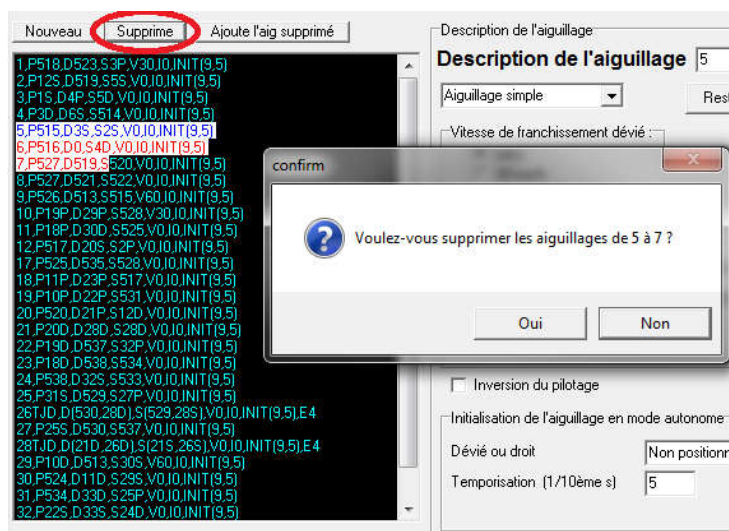 Nouveau
Supprime
Ajoute l'aig supprimé
1,P518,D523,S3P,V30,I0,INIT(9,5)
2,P12S,D519,S5S,V0,I0,INIT(9,5)
3,P1S,D4P,S5D,V0,I0,INIT(9,5)
4,P3D,D6S,S514,V0,I0,INIT(9,5)
5,P515,D3S,S2S,V0,I0,INIT(9,5)
6,P516,D0,S4D,V0,I0,INIT(9,5)
7,P527,D519,S520,V0,I0,INIT(9,5)
8,P527,D521,S522,V0,I0,INIT(9,5)
9,P526,D513,S515,V60,I0,INIT(9,5)
10,P19P,D29P,S528,V30,I0,INIT(9,5)
11,P18P,D30D,S525,V0,I0,INIT(9,5)
12,P517,D20S,S2P,V0,I0,INIT(9,5)
17,P525,D535,S528,V0,I0,INIT(9,5)
18,P11P,D23P,S517,V0,I0,INIT(9,5)
19,P10P,D22P,S531,V0,I0,INIT(9,5)
20,P520,D21P,S12D,V0,I0,INIT(9,5)
21,P20D,D28D,S28D,V0,I0,INIT(9,5)
22,P19D,D537,S32P,V0,I0,INIT(9,5)
23,P18D,D538,S534,V0,I0,INIT(9,5)
24,P538,D32S,S533,V0,I0,INIT(9,5)
25,P31S,D529,S27P,V0,I0,INIT(9,5)
26TJD,D(530,28D),S(529,28S),V0,I0,INIT(9,5),E4
27,P25S,D530,S537,V0,I0,INIT(9,5)
28TJD,D(21D,26D),S(21S,26S),V0,I0,INIT(9,5),E4
29,P10D,D513,S30S,V60,I0,INIT(9,5)
30,P524,D11D,S29S,V0,I0,INIT(9,5)
31,P534,D33D,S25P,V0,I0,INIT(9,5)
32,P22S,D33S,S24D,V0,I0,INIT(9,5)
Description de l'aiguillage
Description de l'aiguillage 5
Aiguillage simple
Rest
Vitesse de franchissement dévié :
confirm
Voulez-vous supprimer les aiguillages de 5 à 7 ?
Oui
Non
Inversion du pilotage
Initialisation de l'aiguillage en mode autonome
Dévié ou droit
Non positionn
Temporisation (1/10ème s)
5